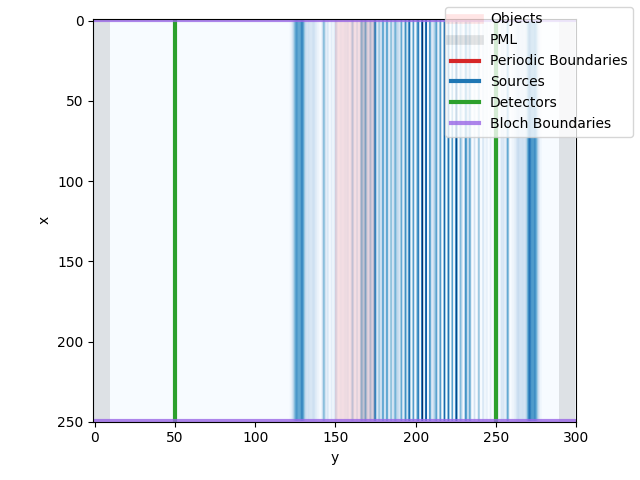 Objects
PML
Periodic Boundaries
Sources
Detectors
Bloch Boundaries
0
50
100
150
200
250
x
0
50
100
150
200
250
300
y